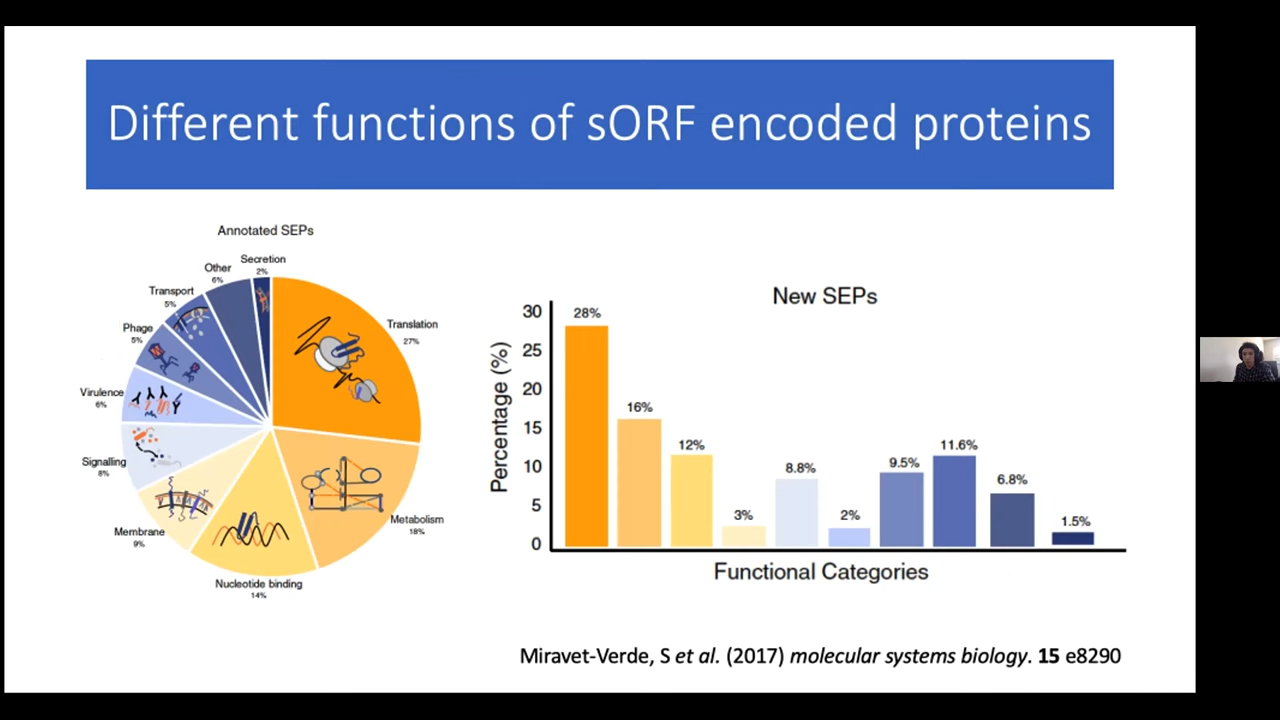 Different functions of sORF encoded proteins
Annotated SEPs
Secretion
2%
Other
6%
Transport
5%
Phage
5%
Virulence
6%
Signalling
8%
Membrane
9%
Nucleotide binding
14%
Metabolism
18%
Translation
27%
New SEPs
Percentage (%)
30
25
20
15
10
5
0
28%
16%
12%
3%
8.8%
2%
9.5%
11.6%
6.8%
1.5%
Functional Categories
Miravet-Verde, S et al. (2017) molecular systems biology. 15 e8290